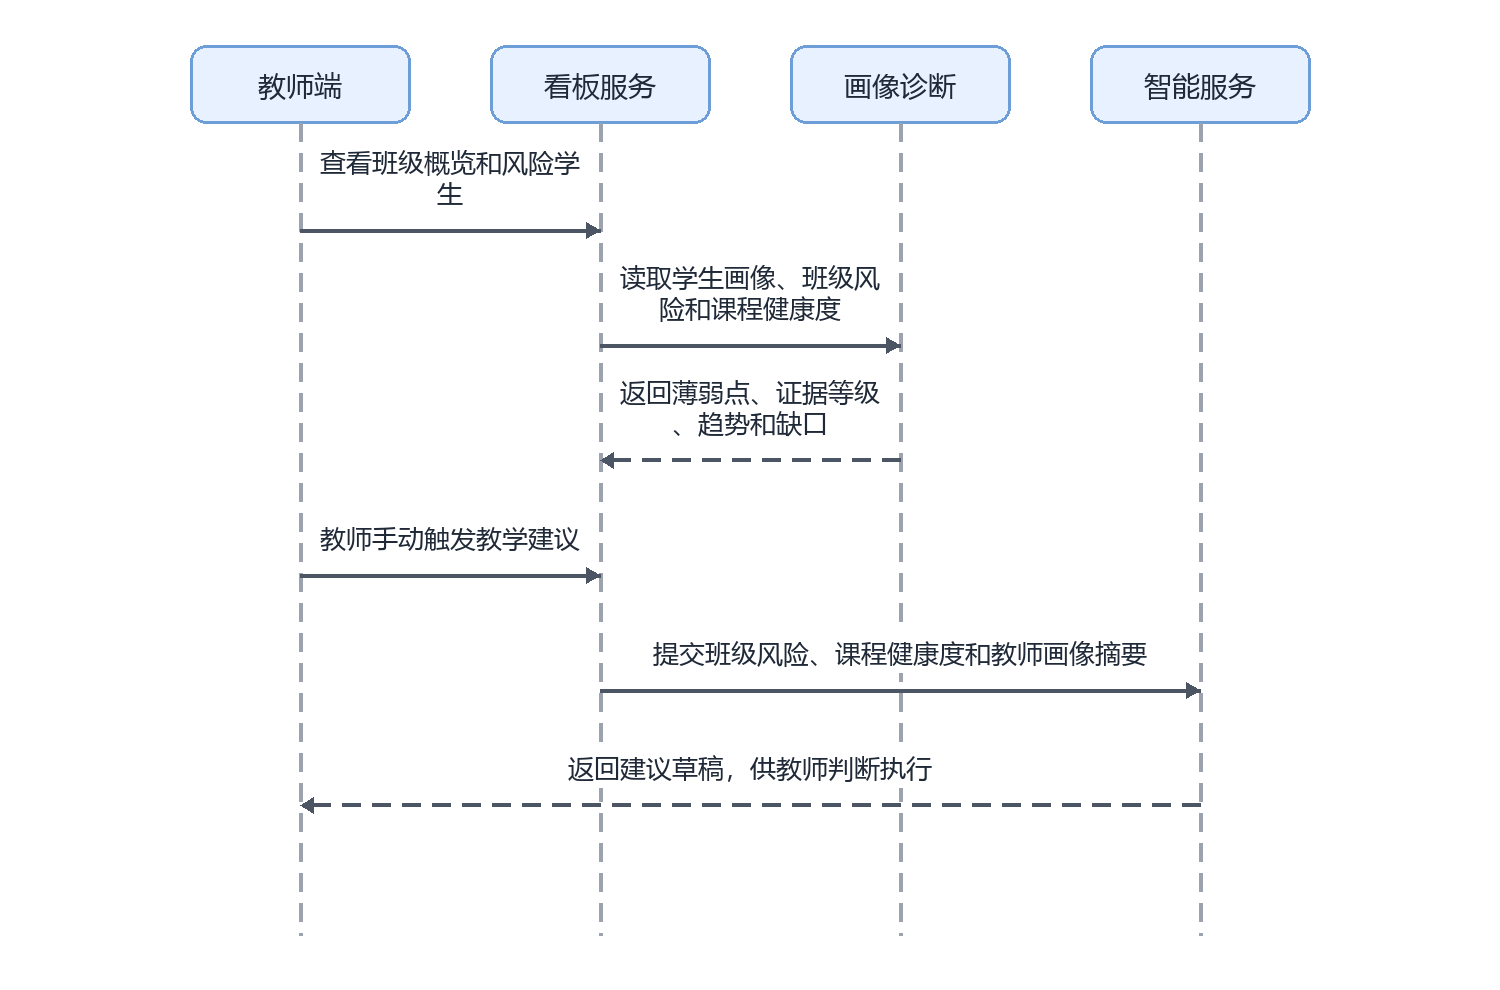 教师端
看板服务
画像诊断
智能服务
查看班级概览和风险学
生
读取学生画像、班级风
险和课程健康度
返回薄弱点、证据等级
、趋势和缺口
教师手动触发教学建议
提交班级风险、课程健康度和教师画像摘要
返回建议草稿，供教师判断执行